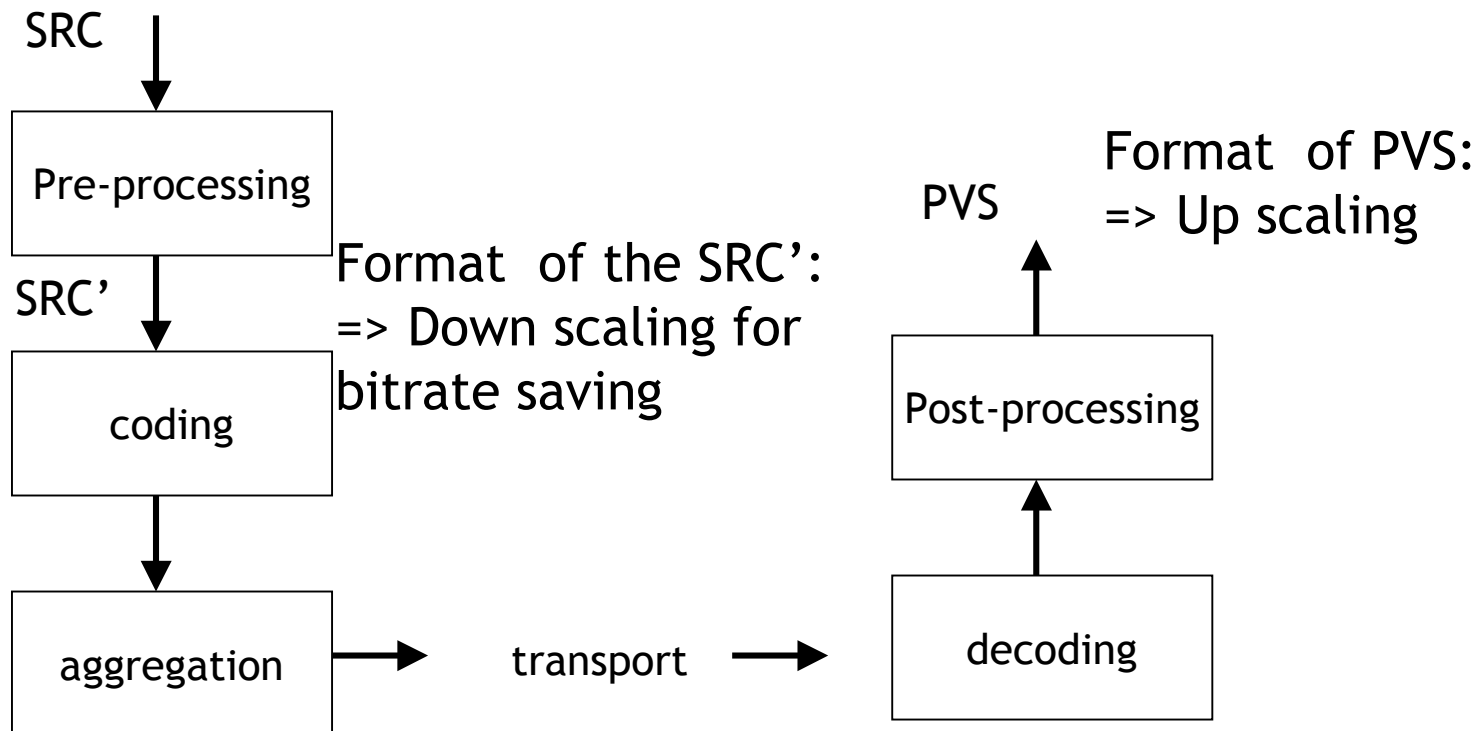 SRC
Pre-processing
SRC’
Format of the SRC’:
=> Down scaling for
bitrate saving
coding
aggregation
transport
decoding
Post-processing
PVS
Format of PVS:
=> Up scaling